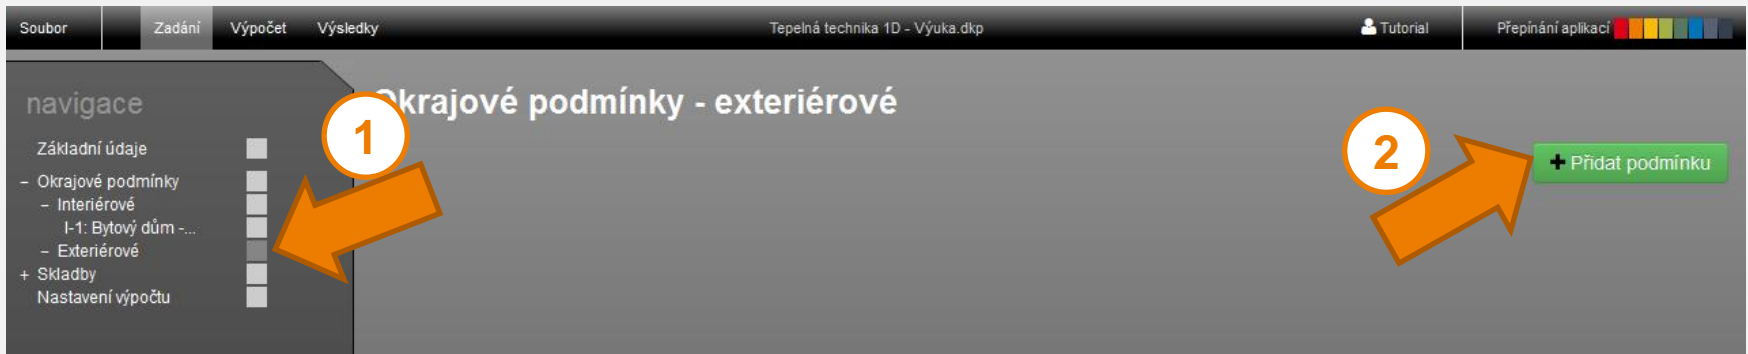 Soubor Zadání Výpočet Výsledky Tepelná technika 1D - Výuka.dkp Tutorial Přepínání aplikací
navigace
Okrajové podmínky - exteriérové
1
2
Přidat podmínku
Základní údaje
– Okrajové podmínky
– Interiérové
I-1: Bytový dům -...
– Exteriérové
+ Skladby
Nastavení výpočtu